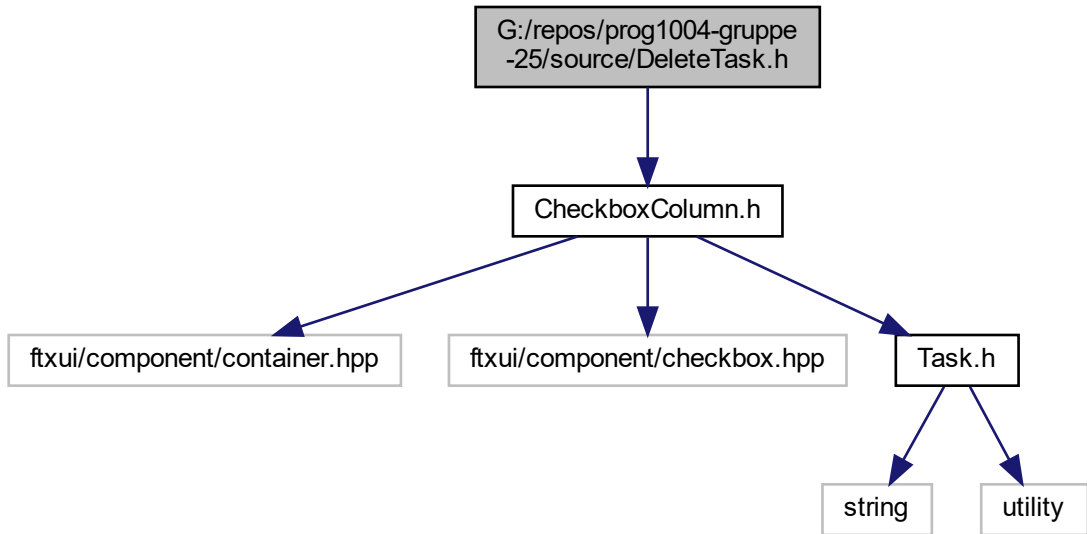 G:/repos/prog1004-gruppe
-25/source/DeleteTask.h
CheckboxColumn.h
ftxui/component/container.hpp
ftxui/component/checkbox.hpp
Task.h
string
utility